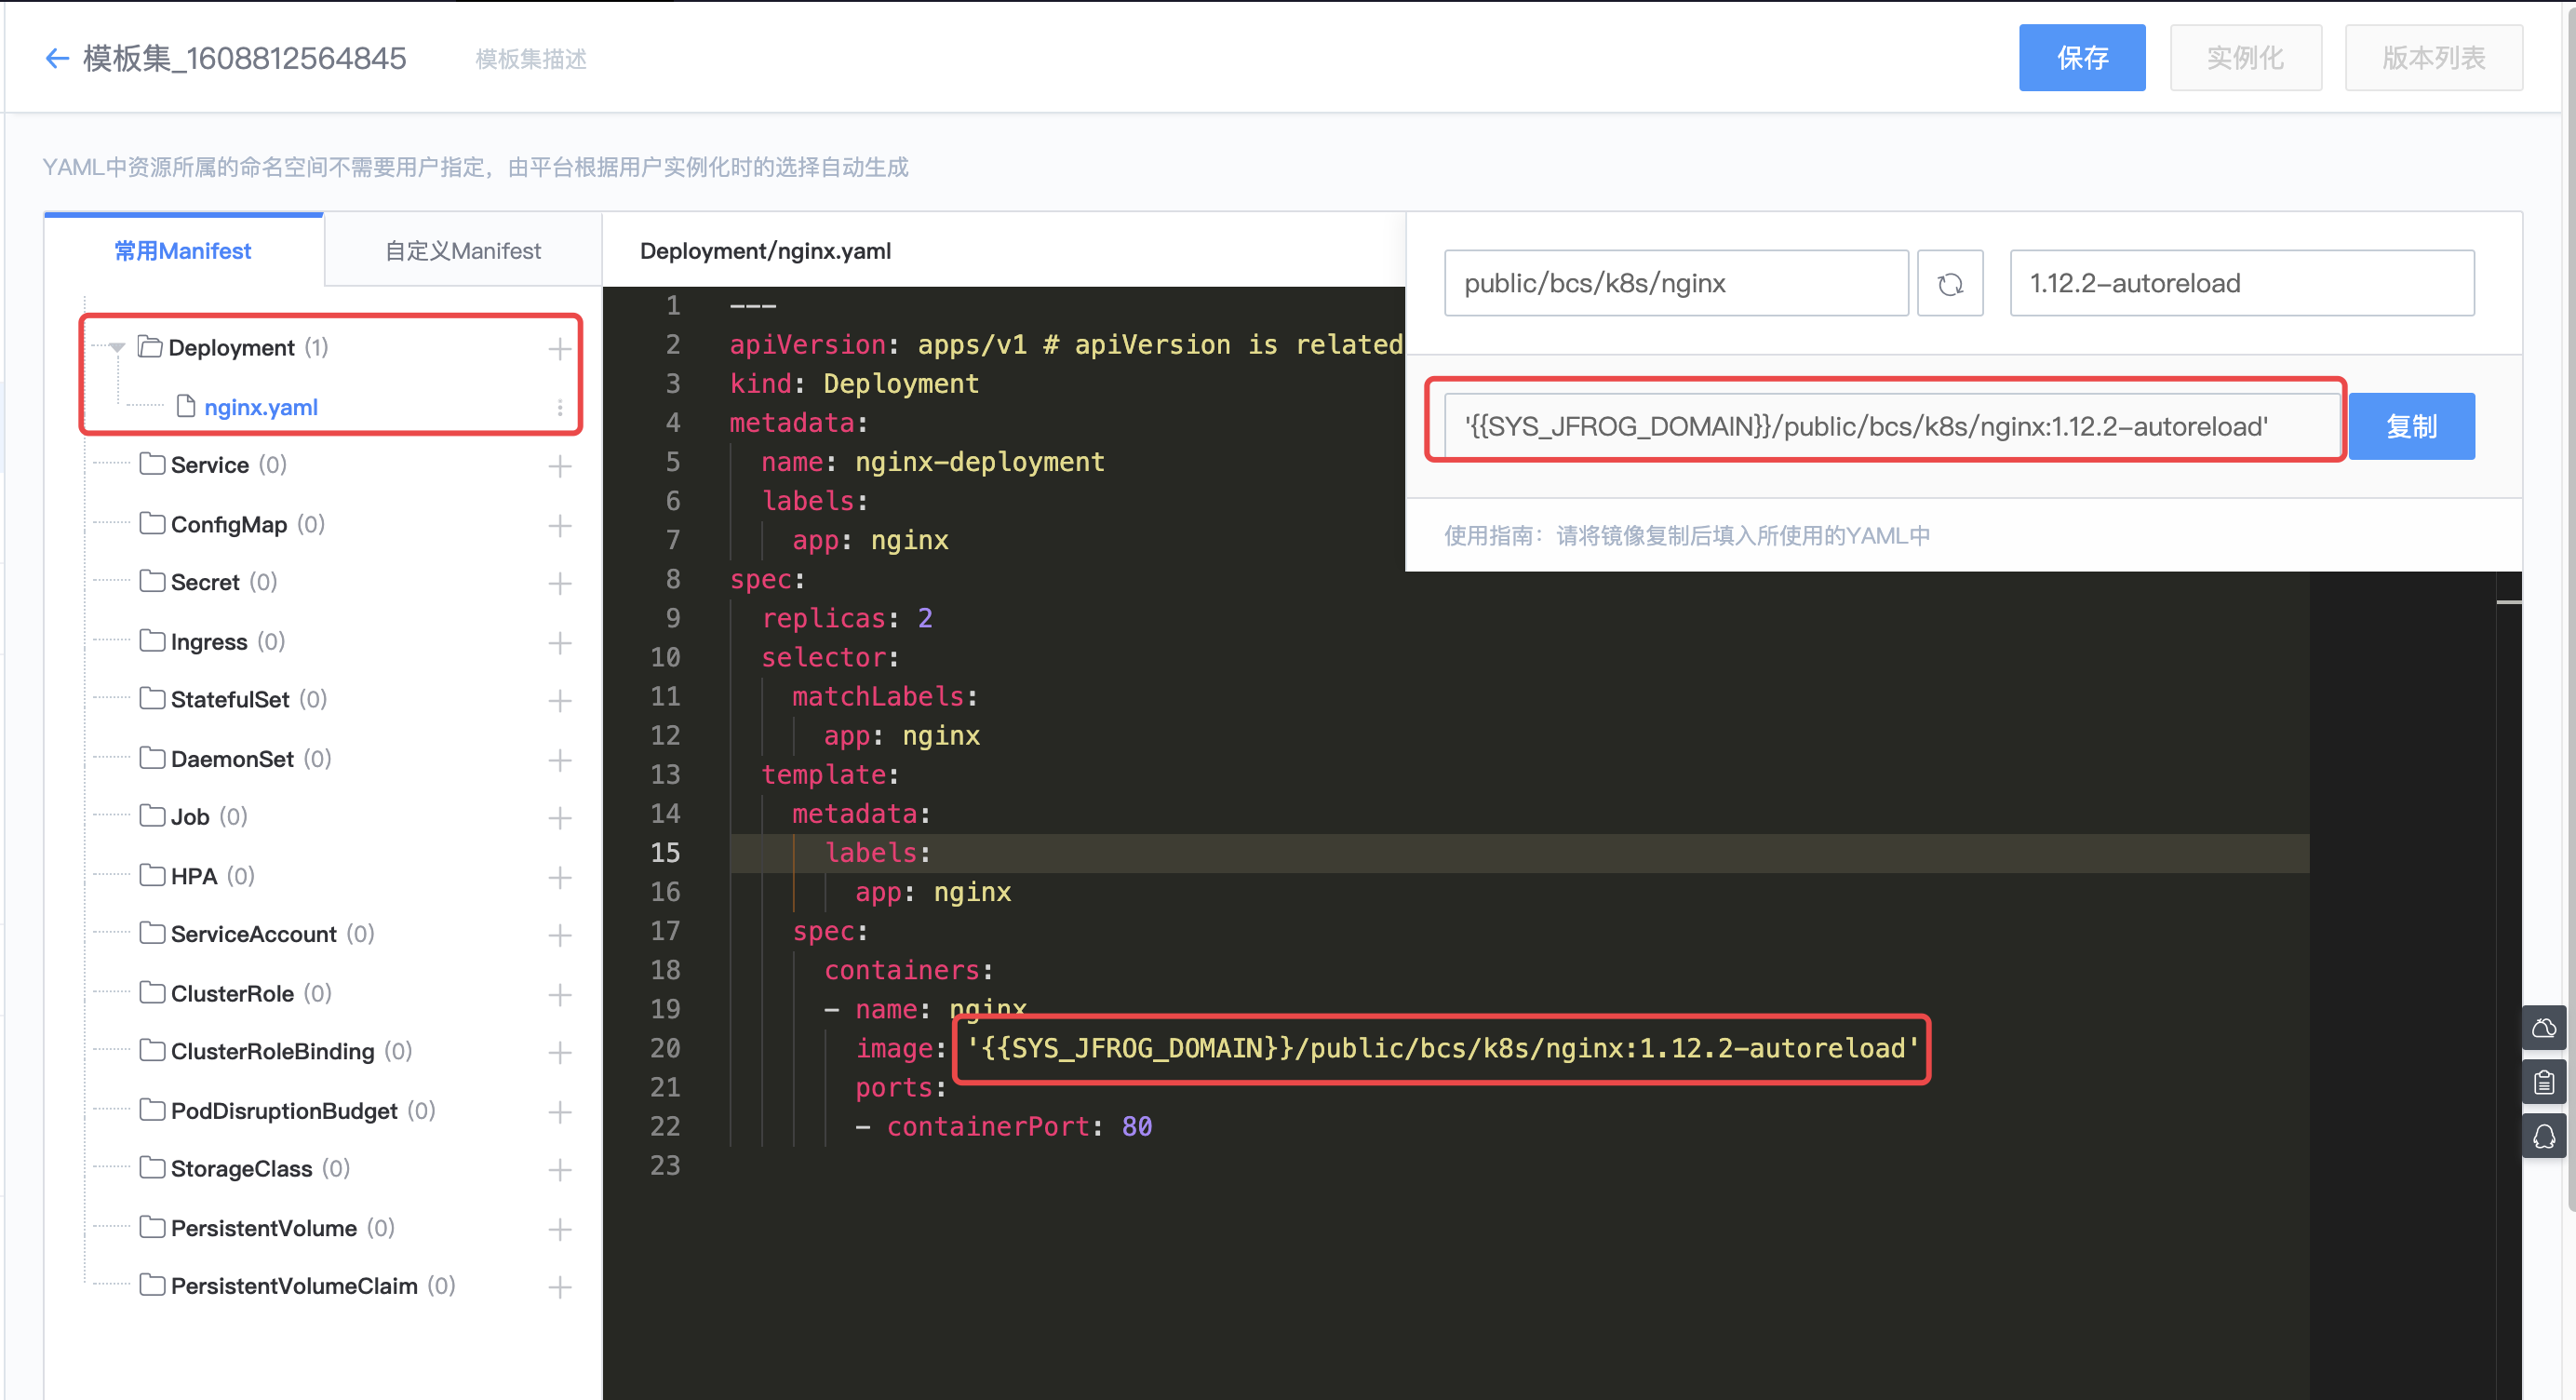 模板集_1608812564845
模板集描述
保存
实例化
版本列表
YAML中资源所属的命名空间不需要用户指定，由平台根据用户实例化时的选择自动生成
常用Manifest
自定义Manifest
Deployment (1)
nginx.yaml
Service (0)
ConfigMap (0)
Secret (0)
Ingress (0)
StatefulSet (0)
DaemonSet (0)
Job (0)
HPA (0)
ServiceAccount (0)
ClusterRole (0)
ClusterRoleBinding (0)
PodDisruptionBudget (0)
StorageClass (0)
PersistentVolume (0)
PersistentVolumeClaim (0)
Deployment/nginx.yaml
1 ---
2 apiVersion: apps/v1 # apiVersion is related
3 kind: Deployment
4 metadata:
5 name: nginx-deployment
6 labels:
7 app: nginx
8 spec:
9 replicas: 2
10 selector:
11 matchLabels:
12 app: nginx
13 template:
14 metadata:
15 labels:
16 app: nginx
17 spec:
18 containers:
19 - name: nginx
20 image: '{{SYS_JFROG_DOMAIN}}/public/bcs/k8s/nginx:1.12.2-autoreload'
21 ports:
22 - containerPort: 80
23
public/bcs/k8s/nginx
1.12.2-autoreload
'{{SYS_JFROG_DOMAIN}}/public/bcs/k8s/nginx:1.12.2-autoreload'
复制
使用指南：请将镜像复制后填入所使用的YAML中